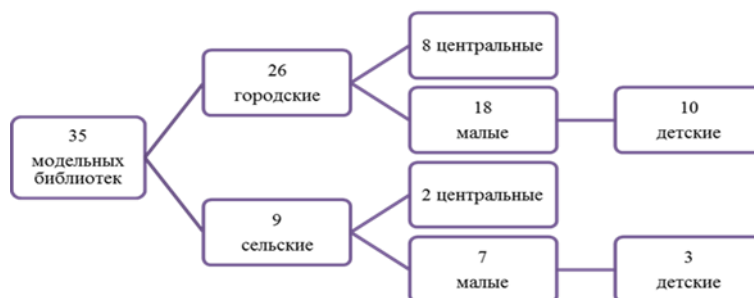 35
модельных
библиотек
26
городские
8 центральные
18
малые
10
детские
9
сельские
2 центральные
7
малые
3
детские